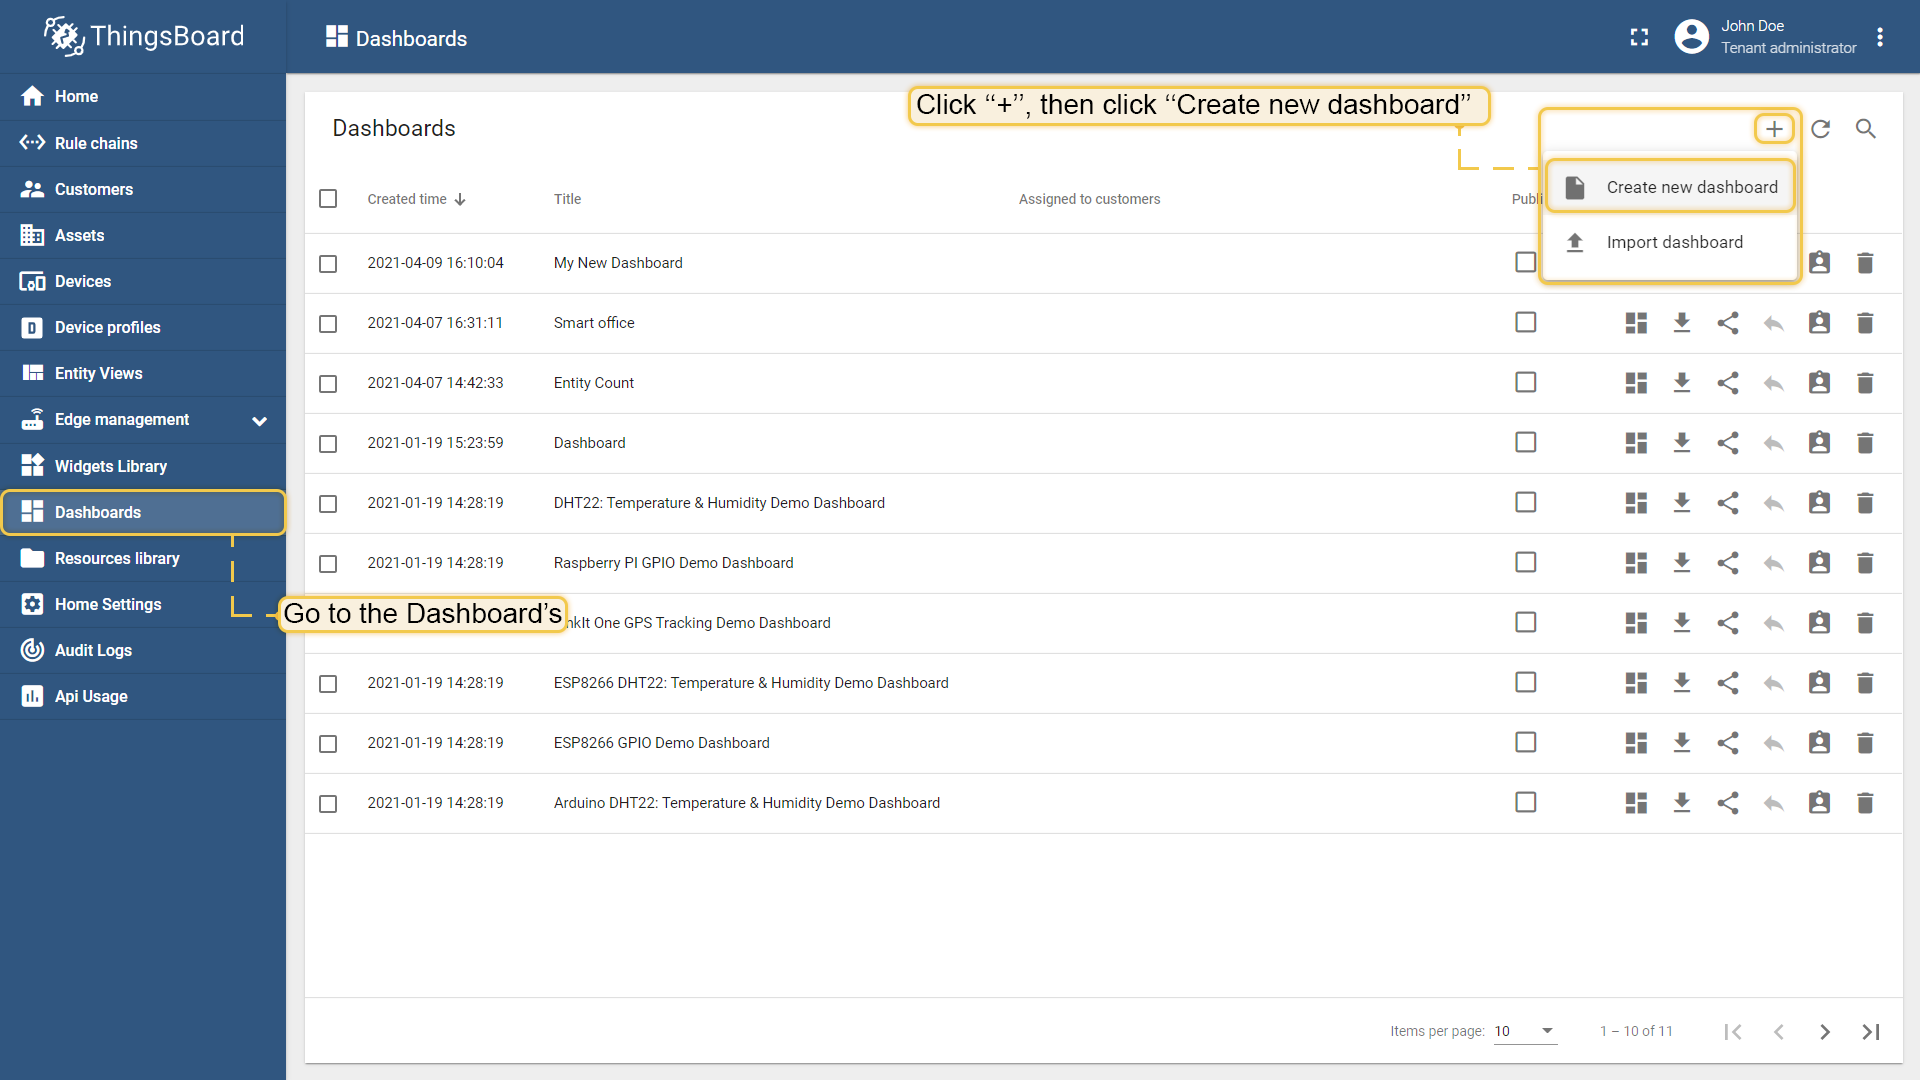 ThingsBoard
Dashboards
John Doe
Tenant administrator
Home
Rule chains
Customers
Assets
Devices
Device profiles
Entity Views
Edge management
Widgets Library
Dashboards
Resources library
Home Settings
Audit Logs
Api Usage
Go to the Dashboard’s
Click “+”, then click “Create new dashboard”
Dashboards
Create new dashboard
Import dashboard
Created time Title Assigned to customers
2021-04-09 16:10:04 My New Dashboard
2021-04-07 16:31:11 Smart office
2021-04-07 14:42:33 Entity Count
2021-01-19 15:23:59 Dashboard
2021-01-19 14:28:19 DHT22: Temperature & Humidity Demo Dashboard
2021-01-19 14:28:19 Raspberry PI GPIO Demo Dashboard
One GPS Tracking Demo Dashboard
2021-01-19 14:28:19 ESP8266 DHT22: Temperature & Humidity Demo Dashboard
2021-01-19 14:28:19 ESP8266 GPIO Demo Dashboard
2021-01-19 14:28:19 Arduino DHT22: Temperature & Humidity Demo Dashboard
Items per page: 10 1 – 10 of 11